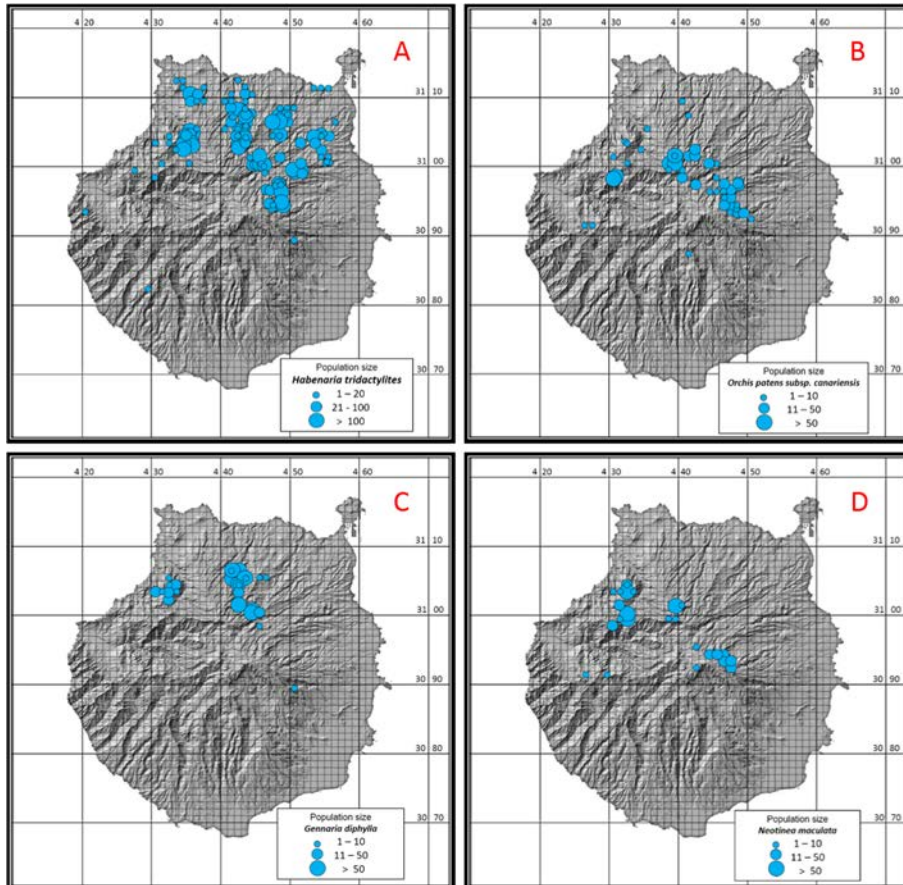 4 20 4 30 4 40 4 50 4 60
A
31 10
31 00
30 90
30 80
30 70
Population size
Habenaria tridactylites
1 – 20
21 - 100
> 100
4 20 4 30 4 40 4 50 4 60
B
31 10
31 00
30 90
30 80
30 70
Population size
Orchis patens subsp. canariensis
1 – 10
11 – 50
> 50
4 20 4 30 4 40 4 50 4 60
C
31 10
31 00
30 90
30 80
30 70
Population size
Gennaria diphylla
1 – 10
11 – 50
> 50
4 20 4 30 4 40 4 50 4 60
D
31 10
31 00
30 90
30 80
30 70
Population size
Neotinea maculata
1 – 10
11 – 50
> 50